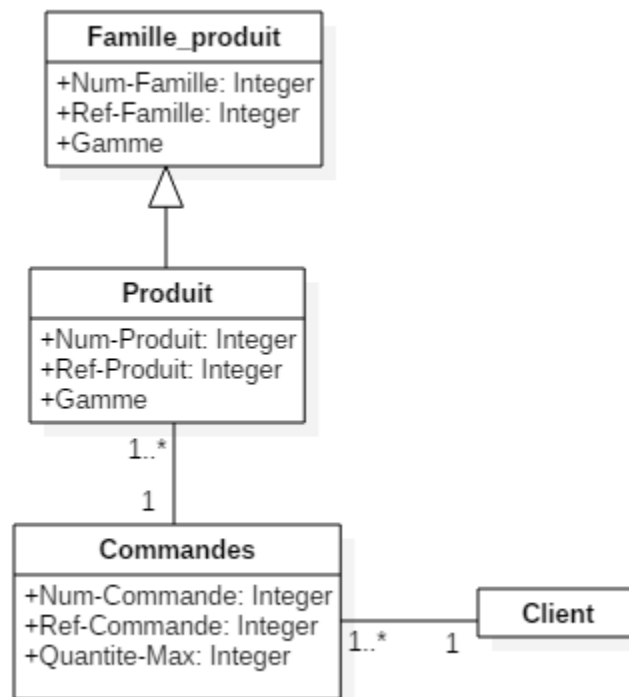 Famille_produit
+Num-Famille: Integer
+Ref-Famille: Integer
+Gamme
Produit
+Num-Produit: Integer
+Ref-Produit: Integer
+Gamme
1..*
1
Commandes
+Num-Commande: Integer
+Ref-Commande: Integer
+Quantite-Max: Integer
1..*
1
Client